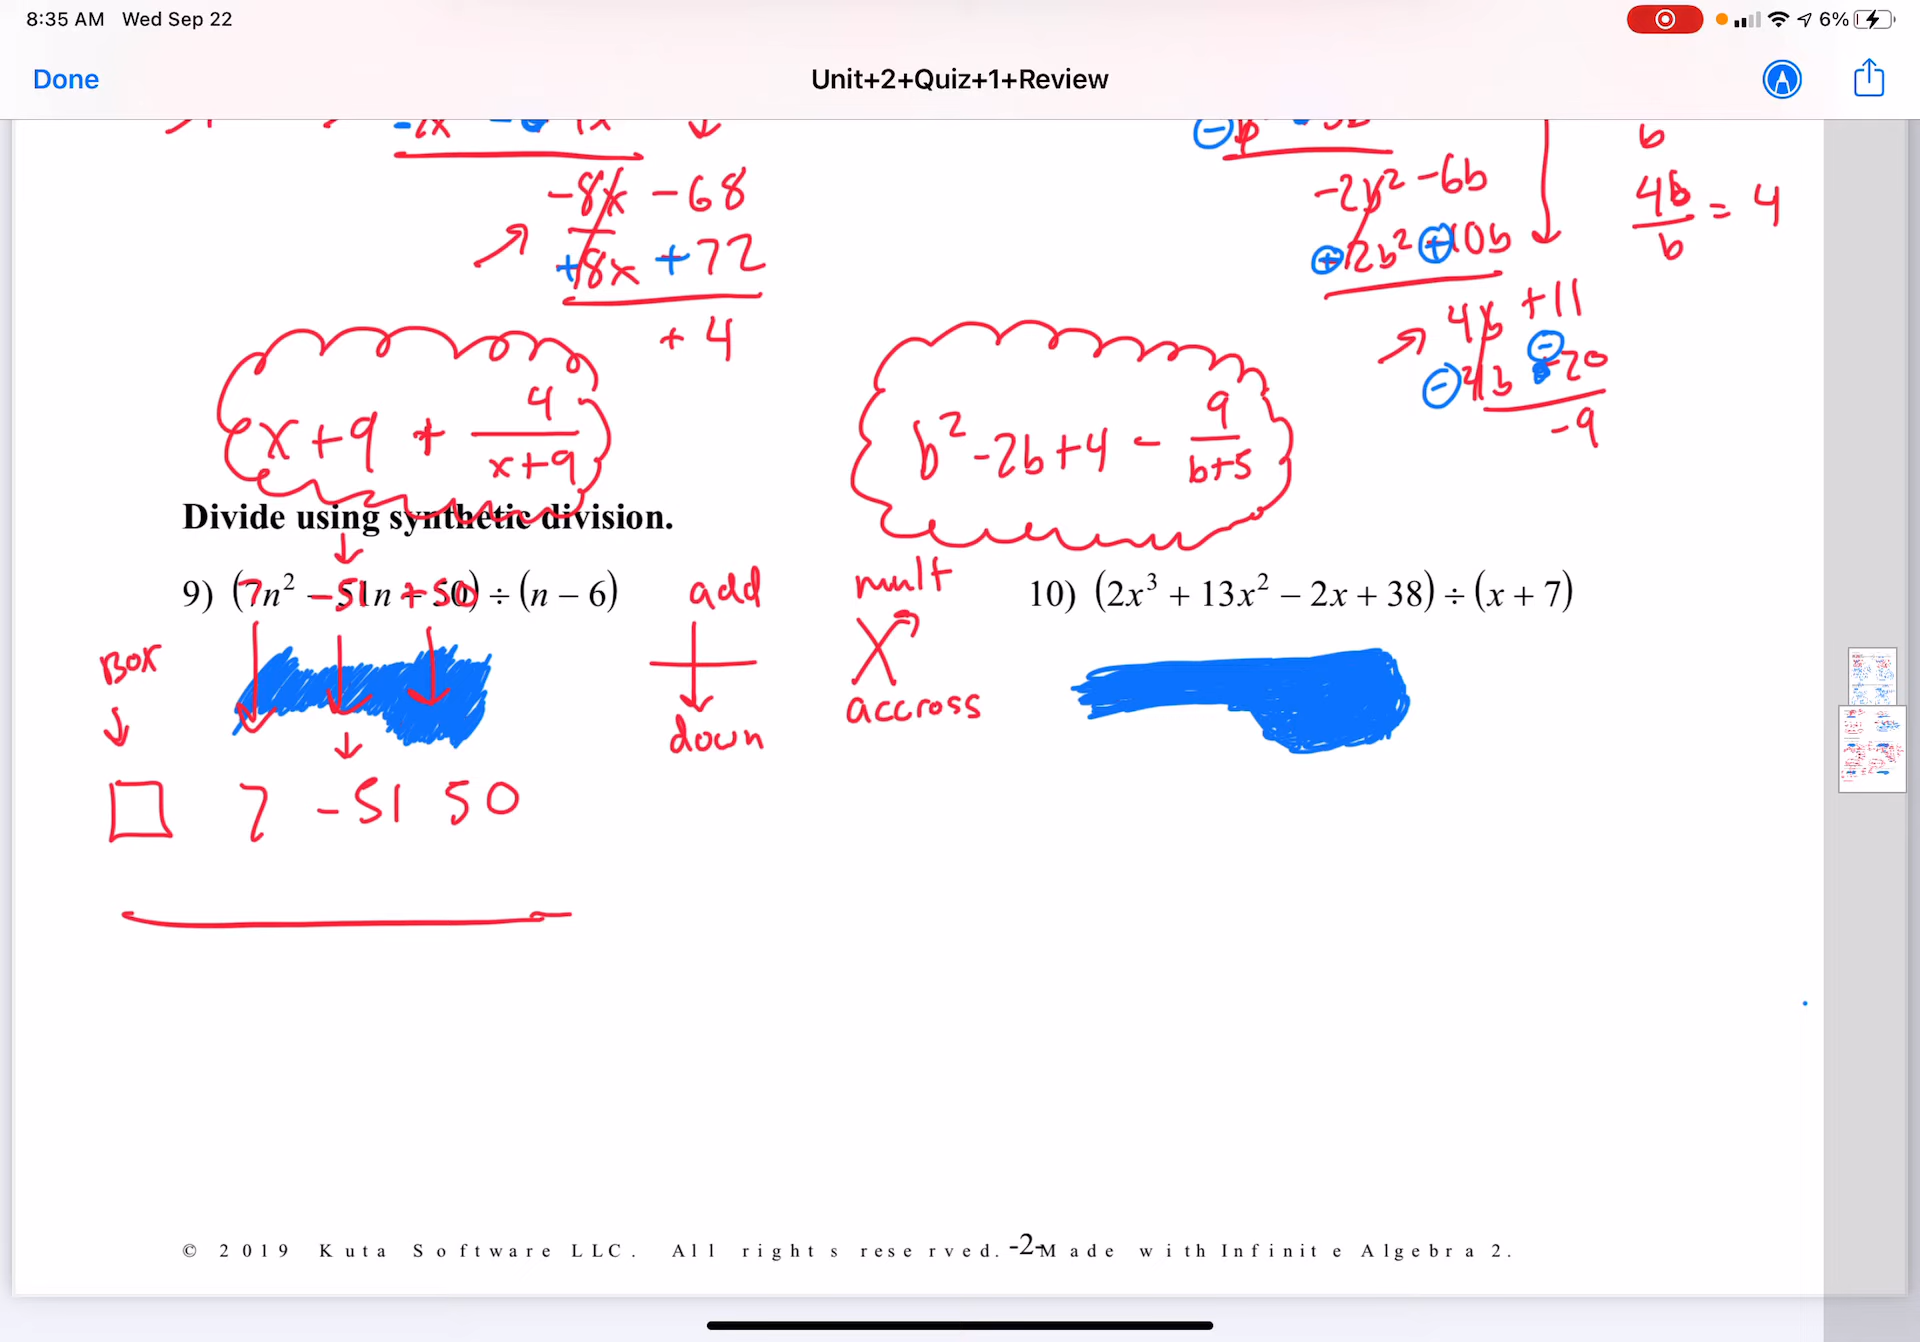 8:35 AM Wed Sep 22
6%
Done
Unit+2+Quiz+1+Review
-8x -68
+8x +72
+ 4
x+9 + 4/(x+9)
-2b² -6b
+2b² +10b
4b +11
-4b -20
-9
b
4b/b = 4
b²-2b+4 - 9/(b+5)
Divide using synthetic division.
9) (7n² -51n +50) ÷ (n − 6)
add
down
mult
accross
10) (2x³ + 13x² − 2x + 38) ÷ (x + 7)
Box
7 -51 50
© 2019 Kuta Software LLC. All rights reserved. -2- Made with Infinite Algebra 2.